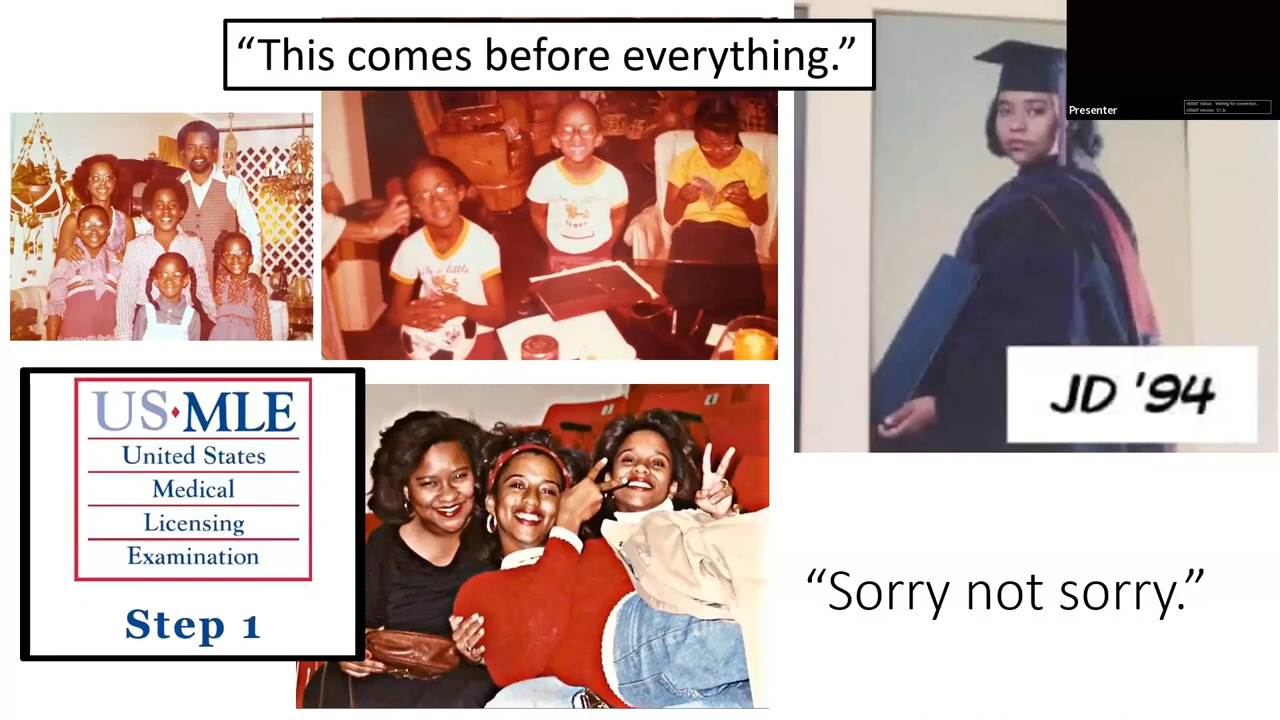 “This comes before everything.”
Presenter
US MLE
United States
Medical
Licensing
Examination
Step 1
JD '94
“Sorry not sorry.”